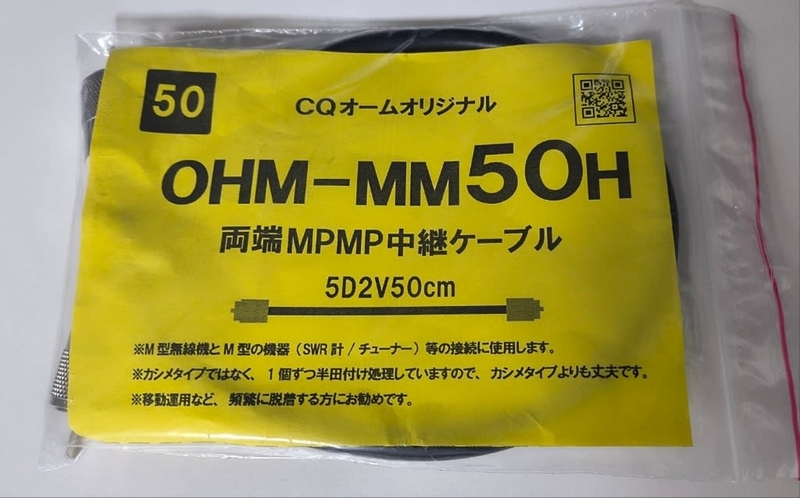 50
CQオームオリジナル
OHM-MM50H
両端MPMP中継ケーブル
5D2V50cm
※M型無線機とM型の機器(SWR計/チューナー)等の接続に使用します。
※カシメタイプではなく、1個ずつ半田付け処理していますので、カシメタイプよりも丈夫です。
※移動運用など、頻繁に脱着する方にお勧めです。